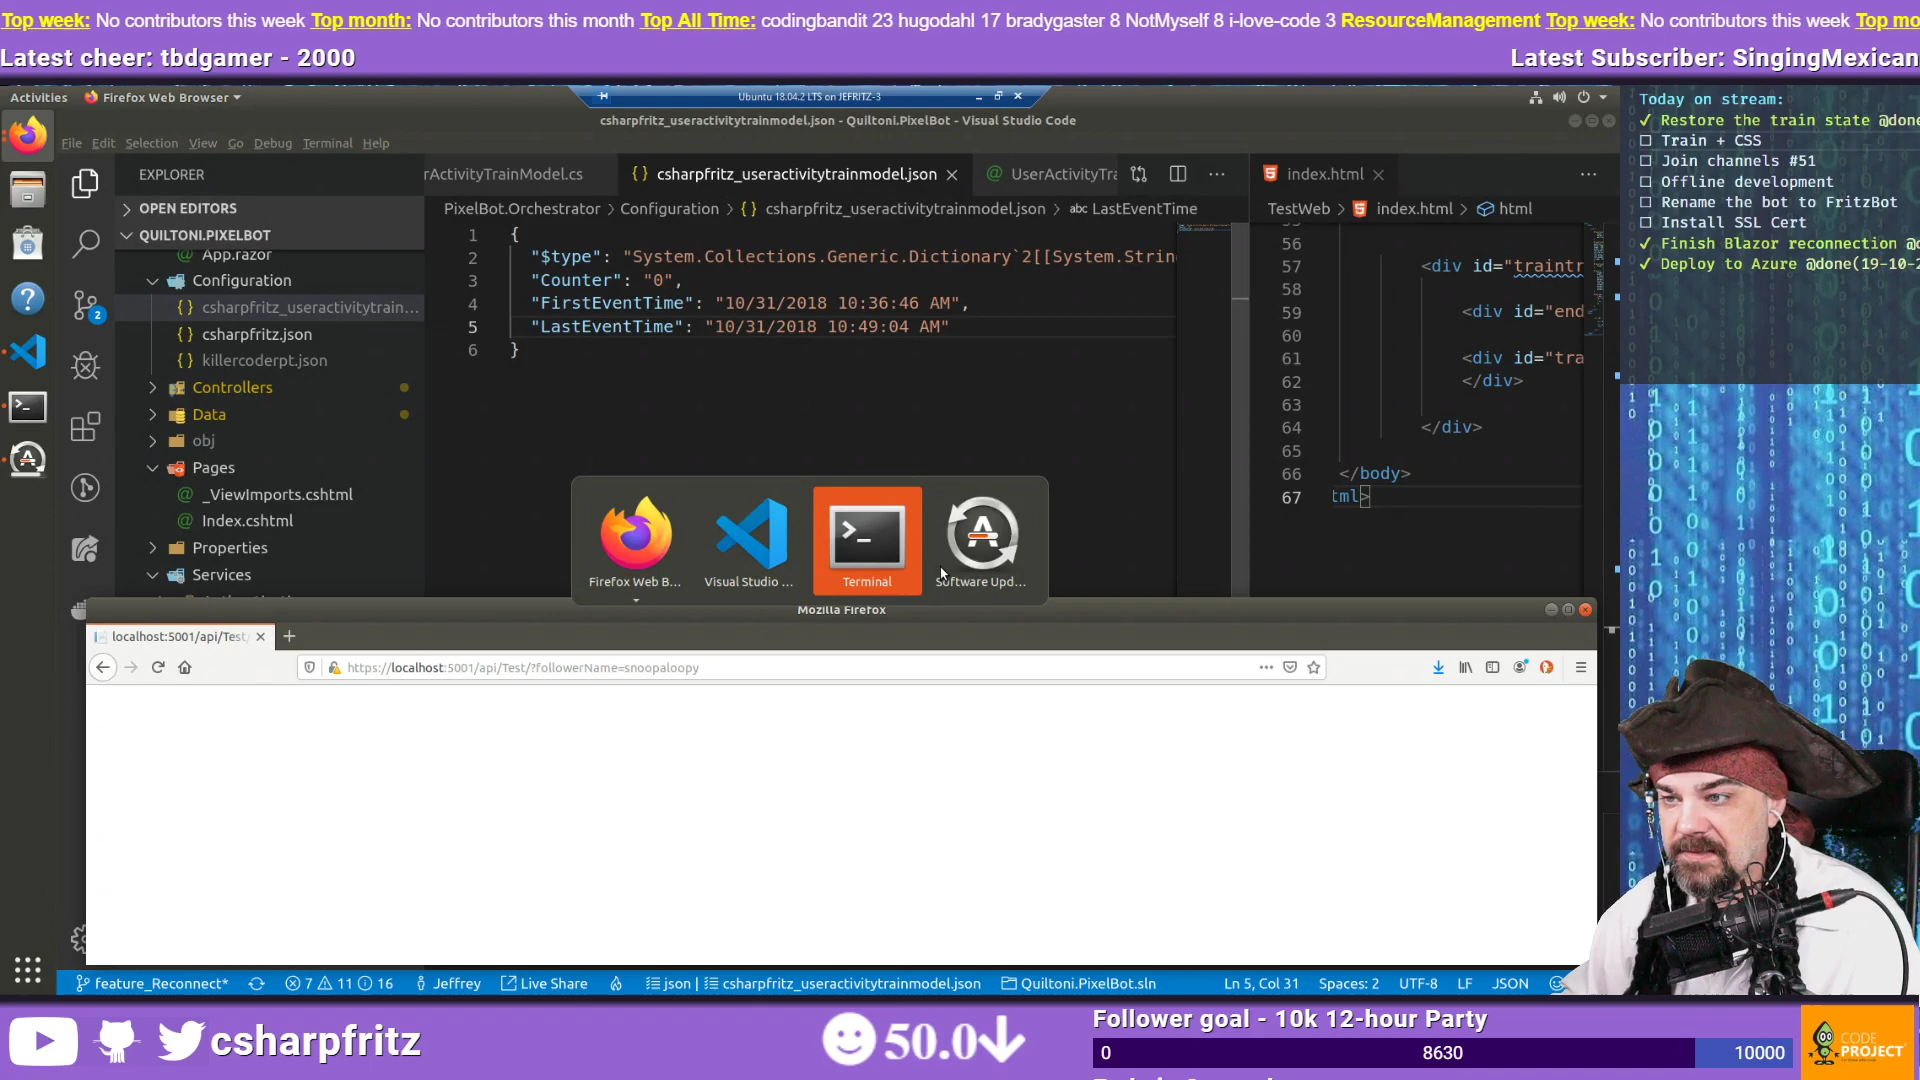 Top week: No contributors this week Top month: No contributors this month Top All Time: codingbandit 23 hugodahl 17 bradygaster 8 NotMyself 8 i-love-code 3 ResourceManagement Top week: No contributors this week Top mo
Latest cheer: tbdgamer - 2000
Latest Subscriber: SingingMexican
Activities
Firefox Web Browser
Ubuntu 18.04.2 LTS on JEFRITZ-3
csharpfritz_useractivitytrainmodel.json - Quiltoni.PixelBot - Visual Studio Code
File Edit Selection View Go Debug Terminal Help
EXPLORER
rActivityTrainModel.cs
{} csharpfritz_useractivitytrainmodel.json
@ UserActivityTra
index.html
OPEN EDITORS
PixelBot.Orchestrator > Configuration > {} csharpfritz_useractivitytrainmodel.json > abc LastEventTime
TestWeb > index.html > html
QUILTONI.PIXELBOT
@ App.razor
Configuration
{} csharpfritz_useractivitytrain...
{} csharpfritz.json
{} killercoderpt.json
Controllers
Data
obj
Pages
@ _ViewImports.cshtml
@ Index.cshtml
Properties
Services
2
1 {
2 "$type": "System.Collections.Generic.Dictionary`2[[System.Strin
3 "Counter": "0",
4 "FirstEventTime": "10/31/2018 10:36:46 AM",
5 "LastEventTime": "10/31/2018 10:49:04 AM"
6 }
56
57 <div id="traintr
58
59 <div id="end
60
61 <div id="tra
62 </div>
63
64 </div>
65
66 </body>
67 tml>
Firefox Web B...
Visual Studio ...
Terminal
Software Upd...
Mozilla Firefox
localhost:5001/api/Test/
https://localhost:5001/api/Test/?followerName=snoopaloopy
feature_Reconnect*
7 11 16
Jeffrey
Live Share
json
csharpfritz_useractivitytrainmodel.json
Quiltoni.PixelBot.sln
Ln 5, Col 31
Spaces: 2
UTF-8
LF
JSON
Today on stream:
✓ Restore the train state @done
☐ Train + CSS
☐ Join channels #51
☐ Offline development
☐ Rename the bot to FritzBot
☐ Install SSL Cert
✓ Finish Blazor reconnection @d
✓ Deploy to Azure @done(19-10-2
csharpfritz
50.0
Follower goal - 10k 12-hour Party
0 8630 10000
CODE
PROJECT